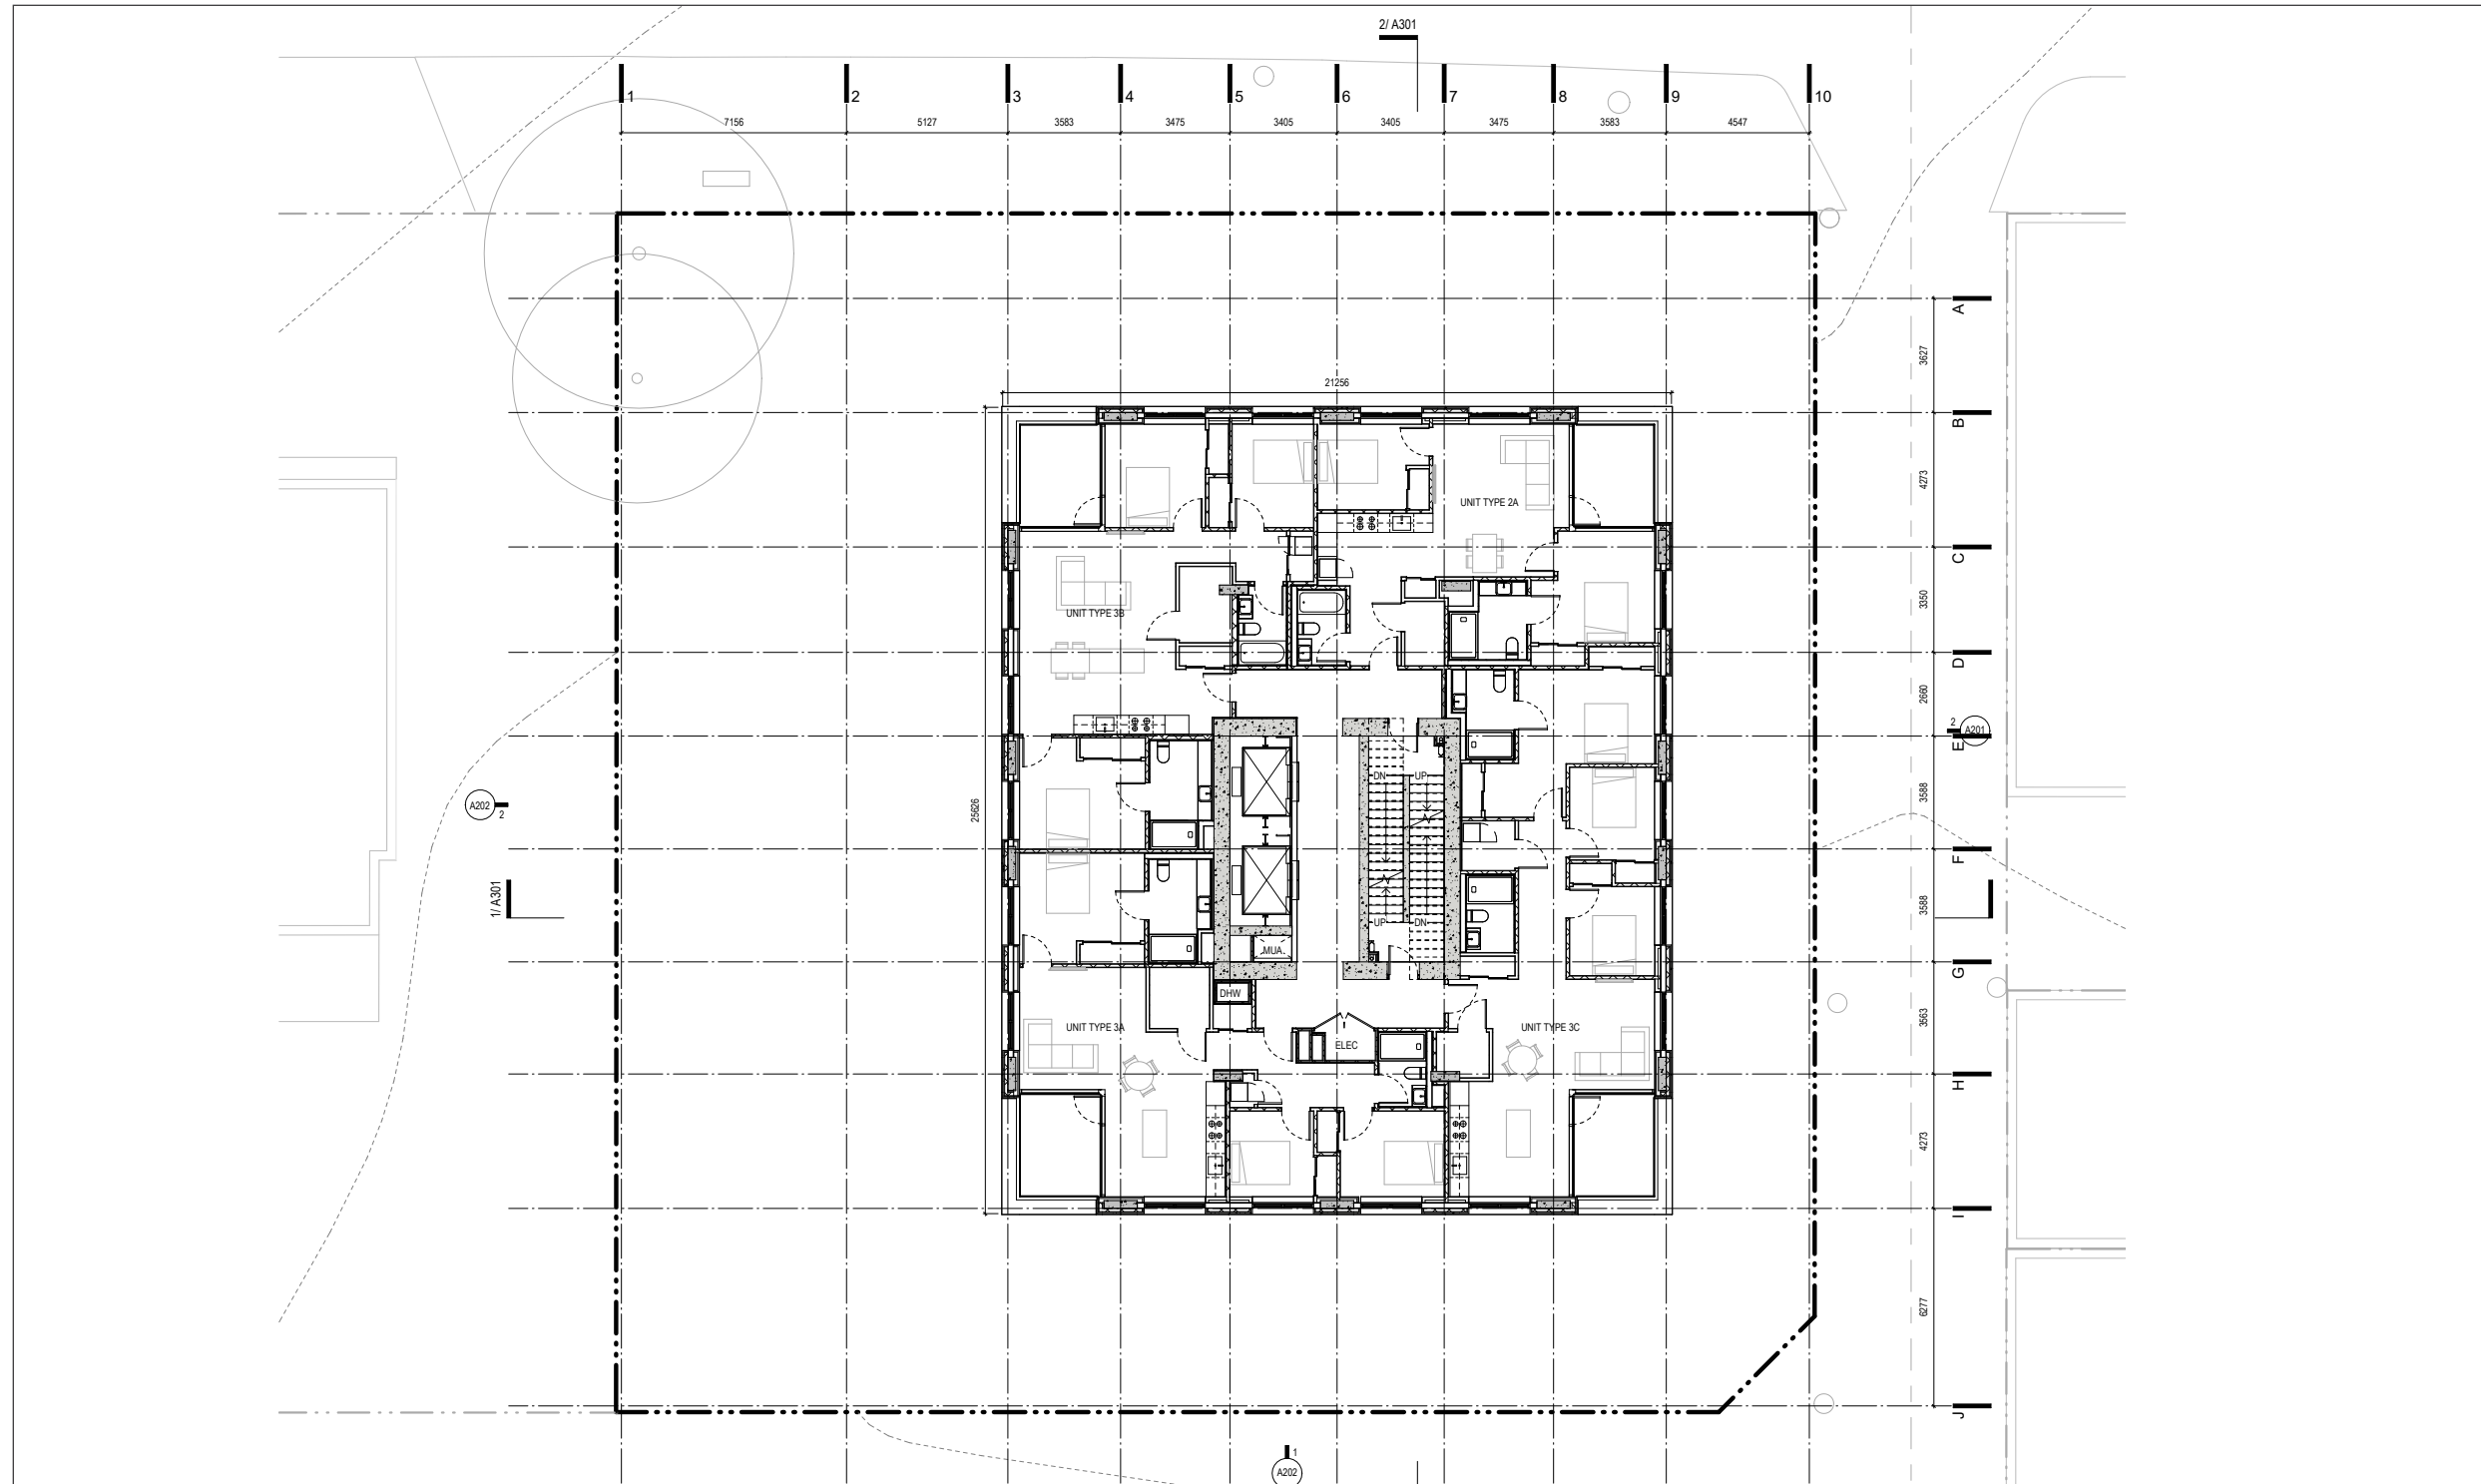 2/ A301
1
2
3
4
5
6
7
8
9
10
7156
5127
3583
3475
3405
3405
3475
3583
4547
A
3627
21256
B
4273
UNIT TYPE 2A
C
3350
UNIT TYPE 3B
D
2660
2
A201
E
DN
UP
3588
A202
2
25626
F
1/ A301
3588
UP
DN
MUA
G
DHW
3563
UNIT TYPE 3A
UNIT TYPE 3C
ELEC
H
4273
I
6277
J
1
A202